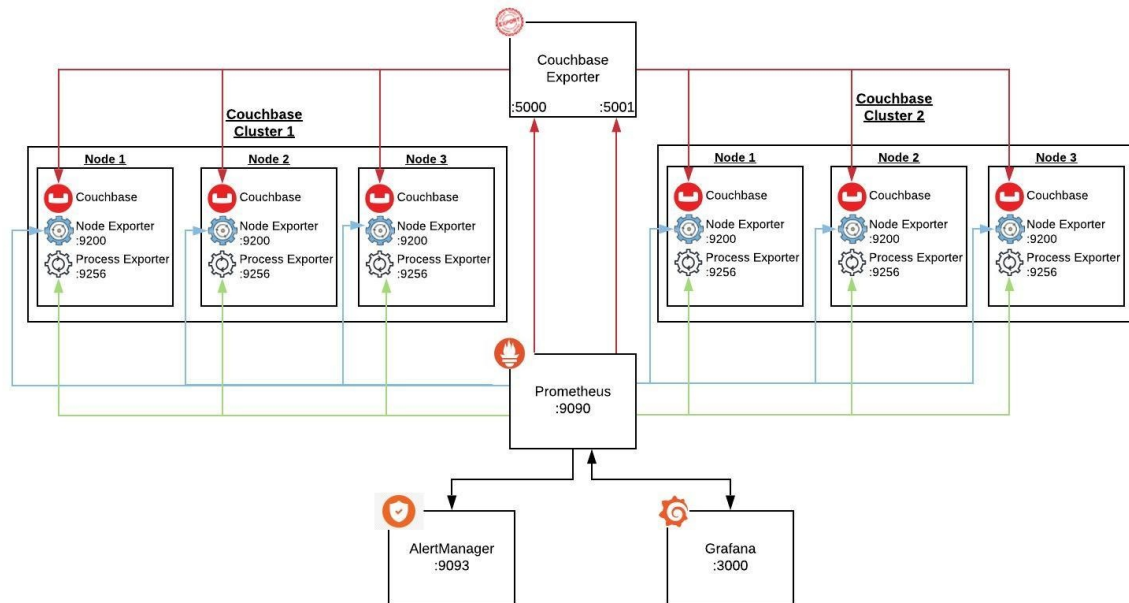 EXPORT
Couchbase
Exporter
:5000
:5001
Couchbase
Cluster 1
Node 1
Couchbase
Node Exporter
:9200
Process Exporter
:9256
Node 2
Couchbase
Node Exporter
:9200
Process Exporter
:9256
Node 3
Couchbase
Node Exporter
:9200
Process Exporter
:9256
Couchbase
Cluster 2
Node 1
Couchbase
Node Exporter
:9200
Process Exporter
:9256
Node 2
Couchbase
Node Exporter
:9200
Process Exporter
:9256
Node 3
Couchbase
Node Exporter
:9200
Process Exporter
:9256
Prometheus
:9090
AlertManager
:9093
Grafana
:3000